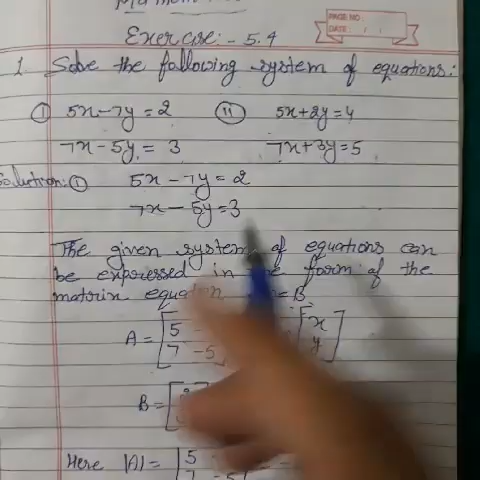 Exercise:- 5.4
PAGE NO.:
DATE: / /
1. Solve the following system of equations:
(i) 5x-7y=2 (ii) 5x+2y=4
7x-5y=3 7x+3y=5
Solution:(i) 5x-7y=2
7x-5y=3
The given system of equations can
be expressed in the form of the
matrix equation =B
A=[5 [x
7 -5 y]
B=[
Here |A|= |5
7 -5|